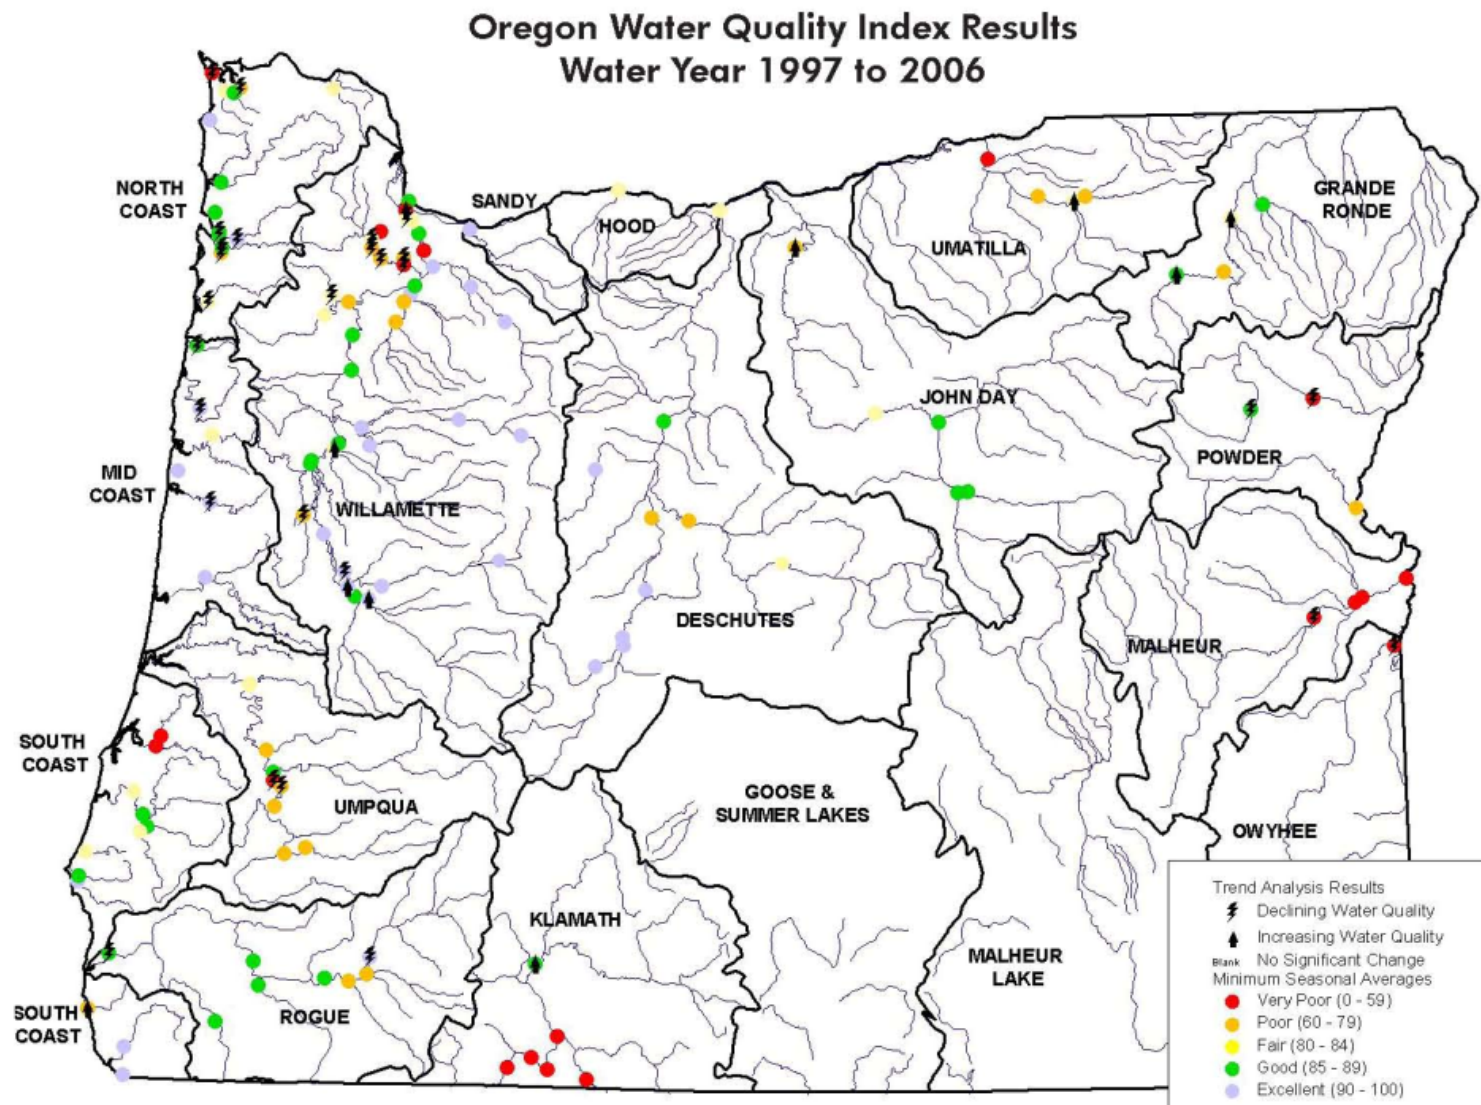 Oregon Water Quality Index Results
Water Year 1997 to 2006
NORTH
COAST
SANDY
HOOD
UMATILLA
GRANDE
RONDE
JOHN DAY
POWDER
MID
COAST
WILLAMETTE
DESCHUTES
MALHEUR
SOUTH
COAST
UMPQUA
GOOSE &
SUMMER LAKES
OWYHEE
KLAMATH
MALHEUR
LAKE
ROGUE
SOUTH
COAST
Trend Analysis Results
Declining Water Quality
Increasing Water Quality
Blank No Significant Change
Minimum Seasonal Averages
Very Poor (0 - 59)
Poor (60 - 79)
Fair (80 - 84)
Good (85 - 89)
Excellent (90 - 100)